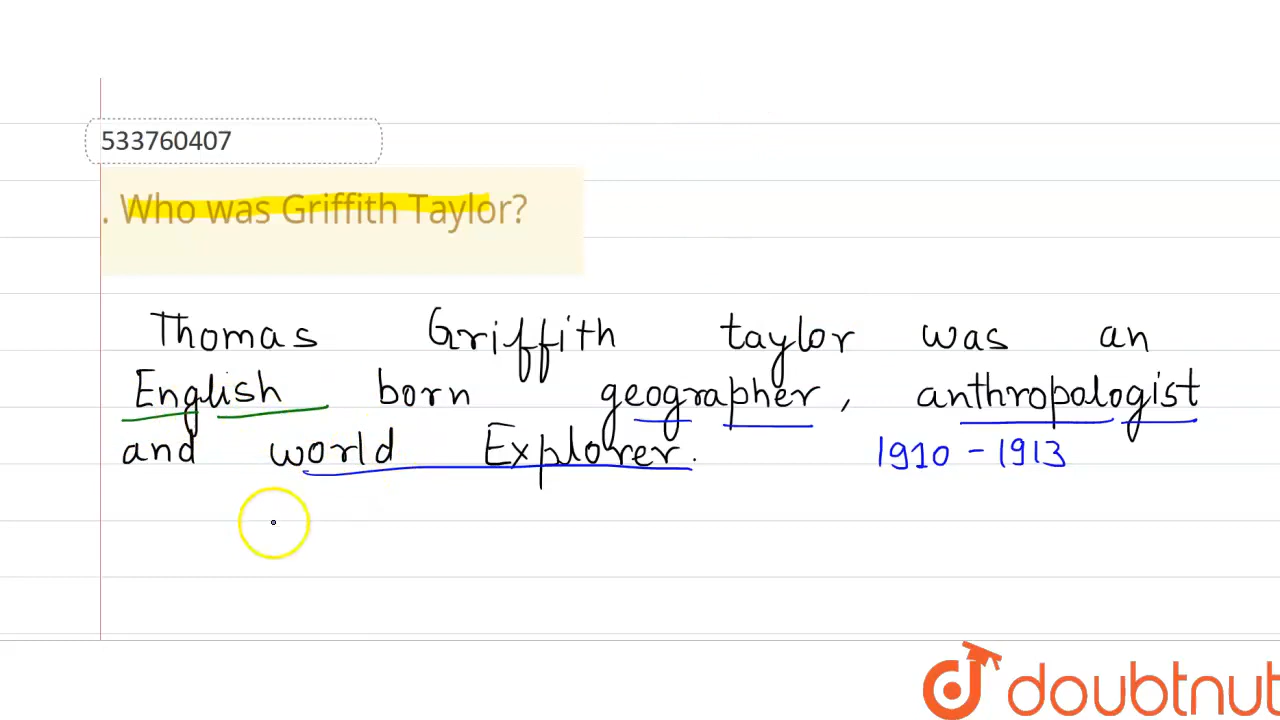 533760407
. Who was Griffith Taylor?
Thomas Griffith taylor was an
English born geographer, anthropologist
and world Explorer. 1910 - 1913
doubtnut